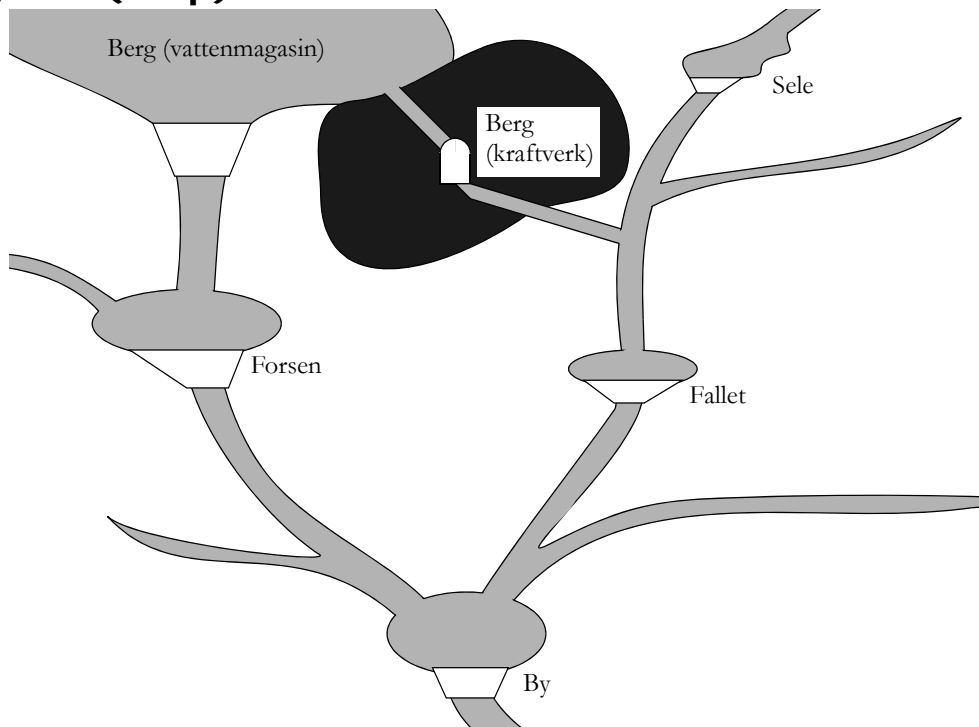 Berg (vattenmagasin)
Sele
Berg
(kraftverk)
Forsen
Fallet
By